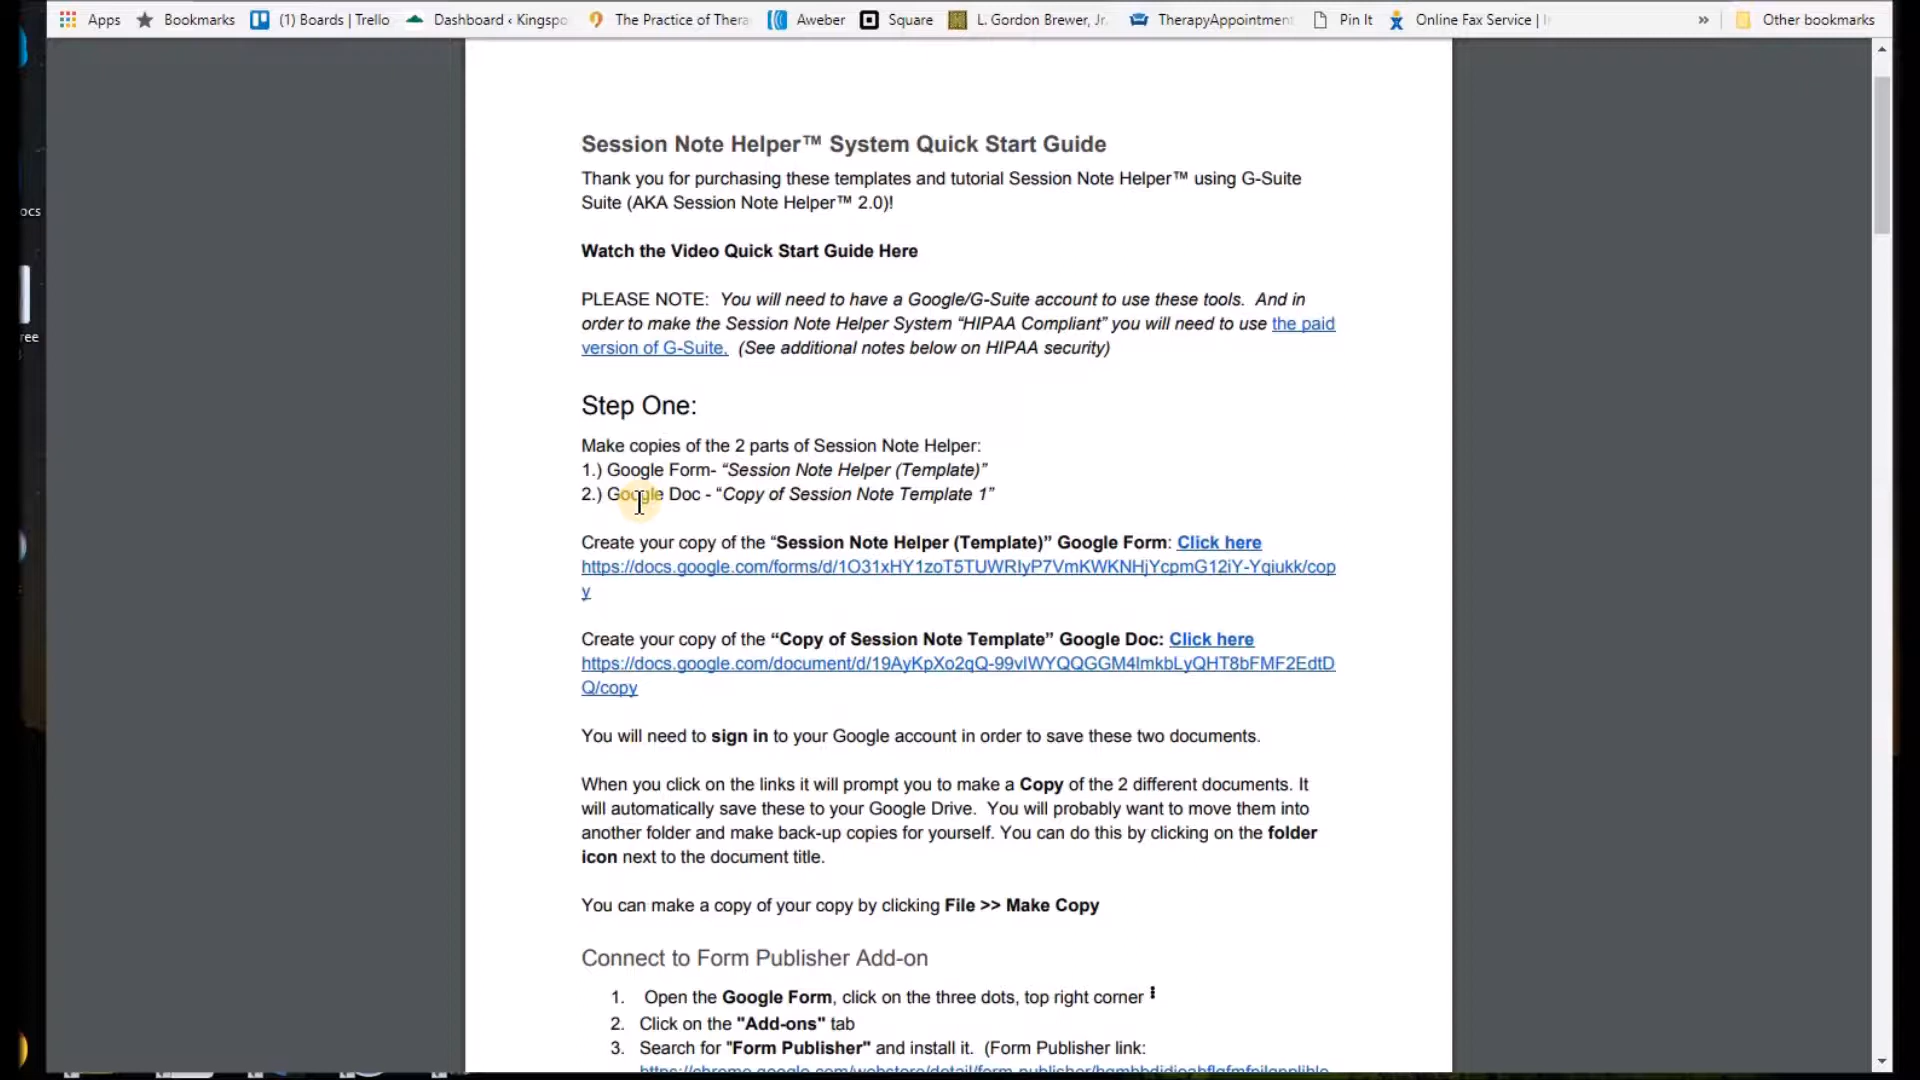 Apps Bookmarks (1) Boards | Trello Dashboard ‹ Kingspo The Practice of Thera Aweber Square L. Gordon Brewer, Jr. TherapyAppointment Pin It Online Fax Service | » Other bookmarks
ocs
ree
Session Note Helper™ System Quick Start Guide
Thank you for purchasing these templates and tutorial Session Note Helper™ using G-Suite
Suite (AKA Session Note Helper™ 2.0)!
Watch the Video Quick Start Guide Here
PLEASE NOTE: You will need to have a Google/G-Suite account to use these tools. And in
order to make the Session Note Helper System “HIPAA Compliant” you will need to use the paid
version of G-Suite. (See additional notes below on HIPAA security)
Step One:
Make copies of the 2 parts of Session Note Helper:
1.) Google Form- “Session Note Helper (Template)”
2.) Google Doc - “Copy of Session Note Template 1”
Create your copy of the “Session Note Helper (Template)” Google Form: Click here
https://docs.google.com/forms/d/1O31xHY1zoT5TUWRIyP7VmKWKNHjYcpmG12iY-Yqiukk/cop
y
Create your copy of the “Copy of Session Note Template” Google Doc: Click here
https://docs.google.com/document/d/19AyKpXo2qQ-99vIWYQQGGM4lmkbLyQHT8bFMF2EdtD
Q/copy
You will need to sign in to your Google account in order to save these two documents.
When you click on the links it will prompt you to make a Copy of the 2 different documents. It
will automatically save these to your Google Drive. You will probably want to move them into
another folder and make back-up copies for yourself. You can do this by clicking on the folder
icon next to the document title.
You can make a copy of your copy by clicking File >> Make Copy
Connect to Form Publisher Add-on
1. Open the Google Form, click on the three dots, top right corner ⋮
2. Click on the "Add-ons" tab
3. Search for "Form Publisher" and install it. (Form Publisher link: